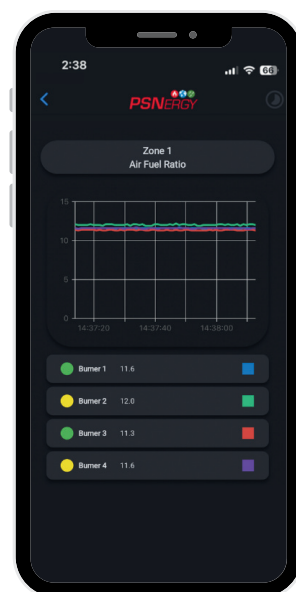 2:38
66
PSNERGY
Zone 1
Air Fuel Ratio
15
10
5
0
14:37:20 14:37:40 14:38:00
Burner 1 11.6
Burner 2 12.0
Burner 3 11.3
Burner 4 11.6